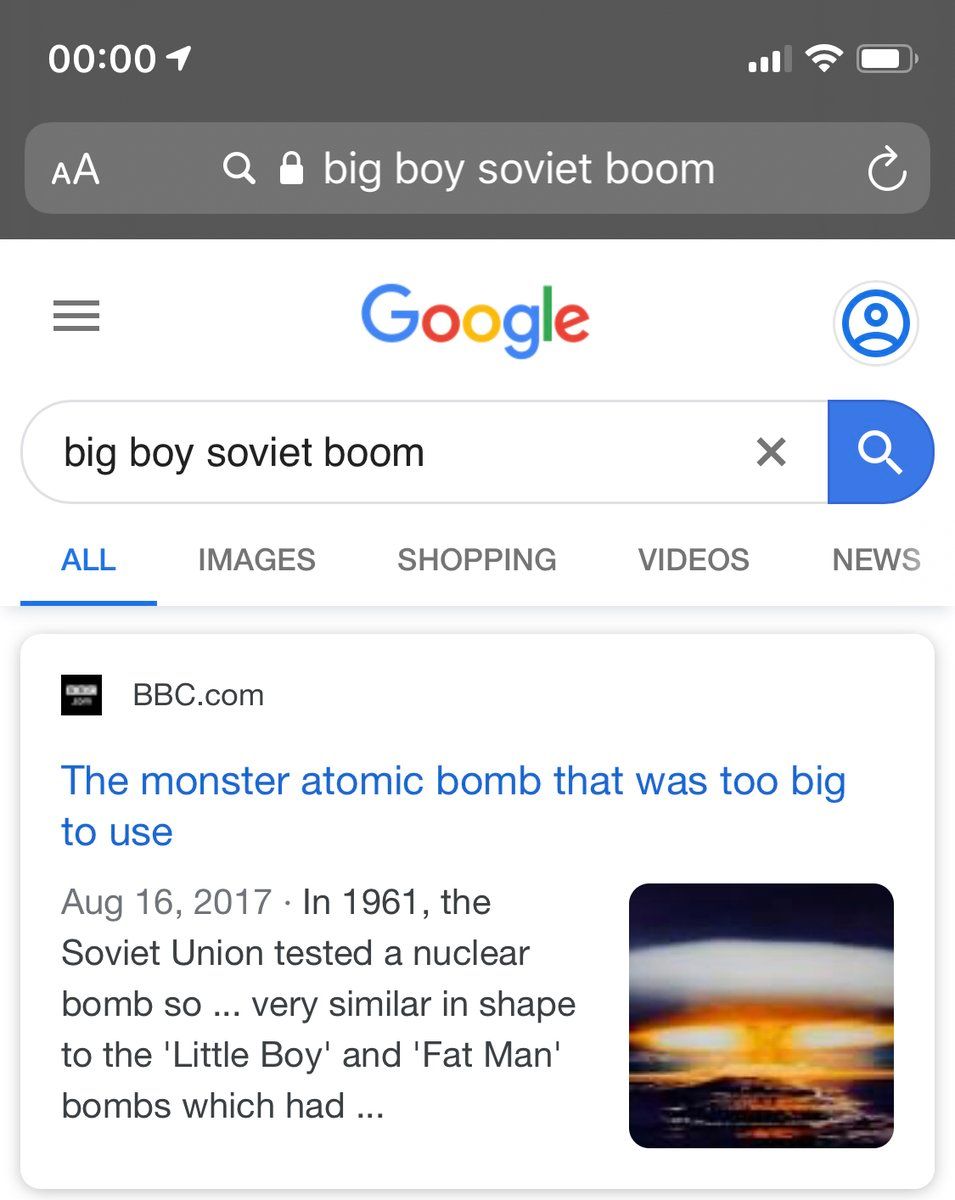 00:00
AA big boy soviet boom
Google
big boy soviet boom
ALL IMAGES SHOPPING VIDEOS NEWS
BBC.com
The monster atomic bomb that was too big
to use
Aug 16, 2017 · In 1961, the
Soviet Union tested a nuclear
bomb so ... very similar in shape
to the 'Little Boy' and 'Fat Man'
bombs which had ...